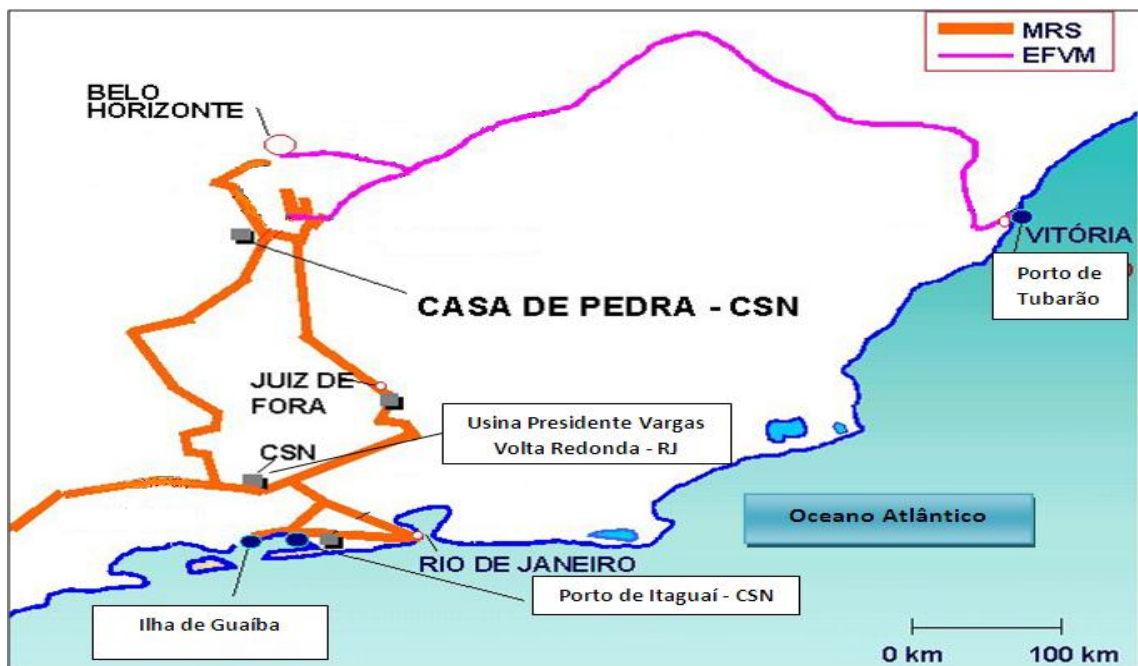 MRS
EFVM
BELO
HORIZONTE
VITÓRIA
Porto de
Tubarão
CASA DE PEDRA - CSN
JUIZ DE
FORA
Usina Presidente Vargas
Volta Redonda - RJ
CSN
Oceano Atlântico
RIO DE JANEIRO
Porto de Itaguaí - CSN
Ilha de Guaíba
0 km 100 km